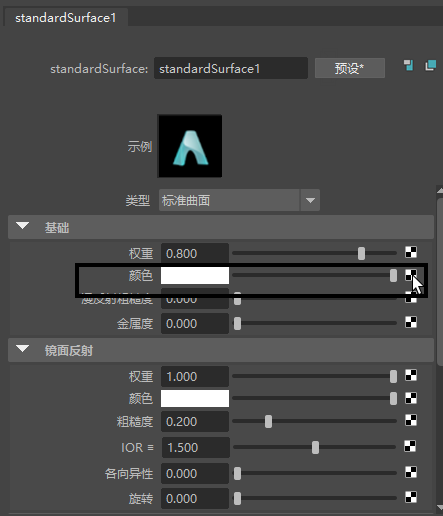 standardSurface1
standardSurface: standardSurface1 预设*
示例
类型 标准曲面
基础
权重 0.800
颜色
漫反射粗糙度 0.000
金属度 0.000
镜面反射
权重 1.000
颜色
粗糙度 0.200
IOR ≡ 1.500
各向异性 0.000
旋转 0.000